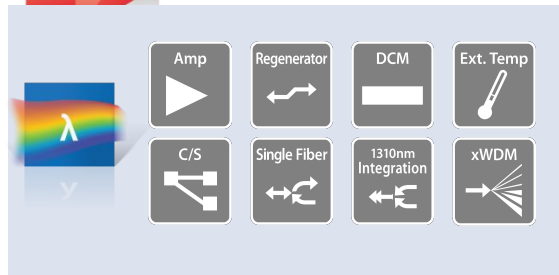 Amp
Regenerator
DCM
Ext. Temp
λ
C/S
Single Fiber
1310nm
Integration
xWDM